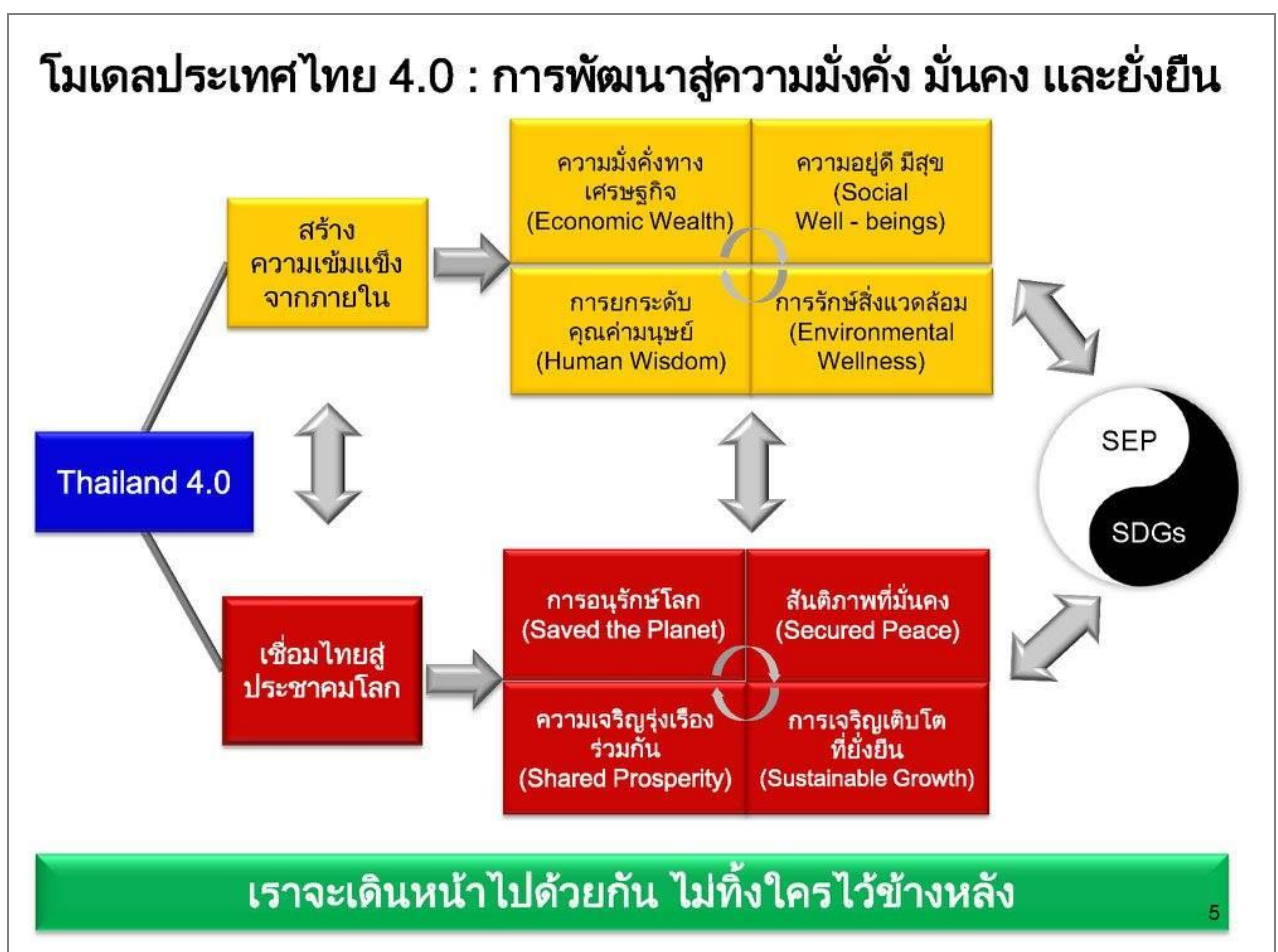 โมเดลประเทศไทย 4.0 : การพัฒนาสู่ความมั่งคั่ง มั่นคง และยั่งยืน
ความมั่งคั่งทาง
เศรษฐกิจ
(Economic Wealth)
ความอยู่ดี มีสุข
(Social
Well - beings)
สร้าง
ความเข้มแข็ง
จากภายใน
การยกระดับ
คุณค่ามนุษย์
(Human Wisdom)
การรักษ์สิ่งแวดล้อม
(Environmental
Wellness)
Thailand 4.0
SEP
SDGs
เชื่อมไทยสู่
ประชาคมโลก
การอนุรักษ์โลก
(Saved the Planet)
สันติภาพที่มั่นคง
(Secured Peace)
ความเจริญรุ่งเรือง
ร่วมกัน
(Shared Prosperity)
การเจริญเติบโต
ที่ยั่งยืน
(Sustainable Growth)
เราจะเดินหน้าไปด้วยกัน ไม่ทิ้งใครไว้ข้างหลัง
5